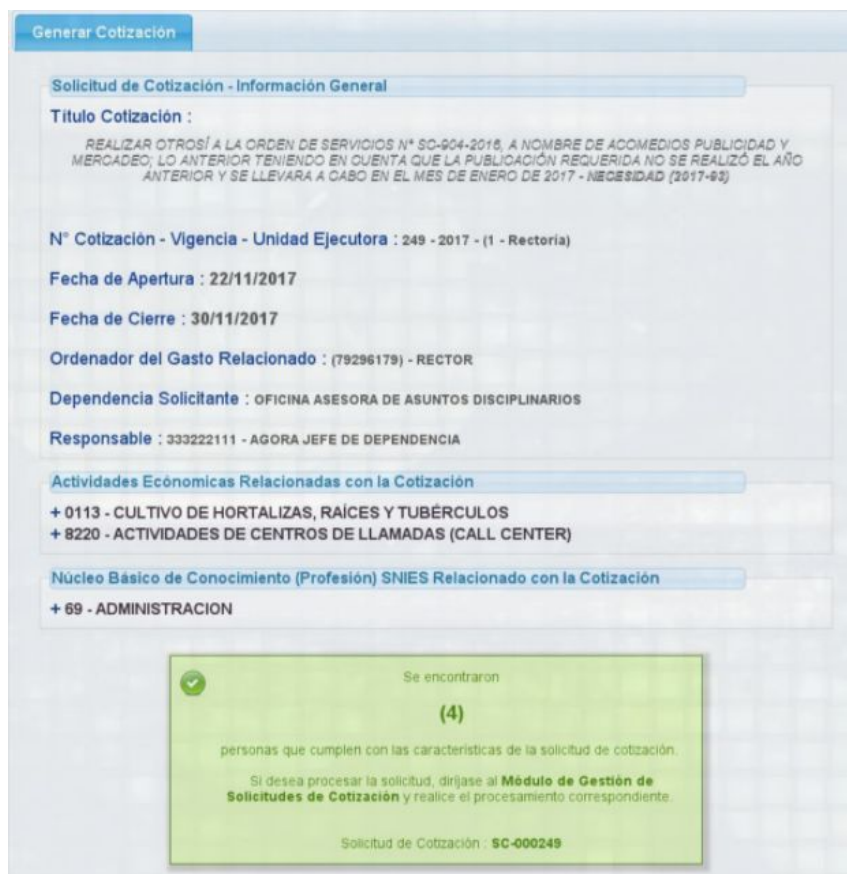 Generar Cotización
Solicitud de Cotización - Información General
Título Cotización :
REALIZAR OTROSÍ A LA ORDEN DE SERVICIOS N° SC-904-2016, A NOMBRE DE ACOMEDIOS PUBLICIDAD Y
MERCADEO; LO ANTERIOR TENIENDO EN CUENTA QUE LA PUBLICACIÓN REQUERIDA NO SE REALIZÓ EL AÑO
ANTERIOR Y SE LLEVARA A CABO EN EL MES DE ENERO DE 2017 - NECESIDAD (2017-93)
N° Cotización - Vigencia - Unidad Ejecutora : 249 - 2017 - (1 - Rectoría)
Fecha de Apertura : 22/11/2017
Fecha de Cierre : 30/11/2017
Ordenador del Gasto Relacionado : (79296179) - RECTOR
Dependencia Solicitante : OFICINA ASESORA DE ASUNTOS DISCIPLINARIOS
Responsable : 333222111 - AGORA JEFE DE DEPENDENCIA
Actividades Ecónomicas Relacionadas con la Cotización
+ 0113 - CULTIVO DE HORTALIZAS, RAÍCES Y TUBÉRCULOS
+ 8220 - ACTIVIDADES DE CENTROS DE LLAMADAS (CALL CENTER)
Núcleo Básico de Conocimiento (Profesión) SNIES Relacionado con la Cotización
+ 69 - ADMINISTRACION
Se encontraron
(4)
personas que cumplen con las características de la solicitud de cotización.
Si desea procesar la solicitud, diríjase al Módulo de Gestión de
Solicitudes de Cotización y realice el procesamiento correspondiente.
Solicitud de Cotización : SC-000249